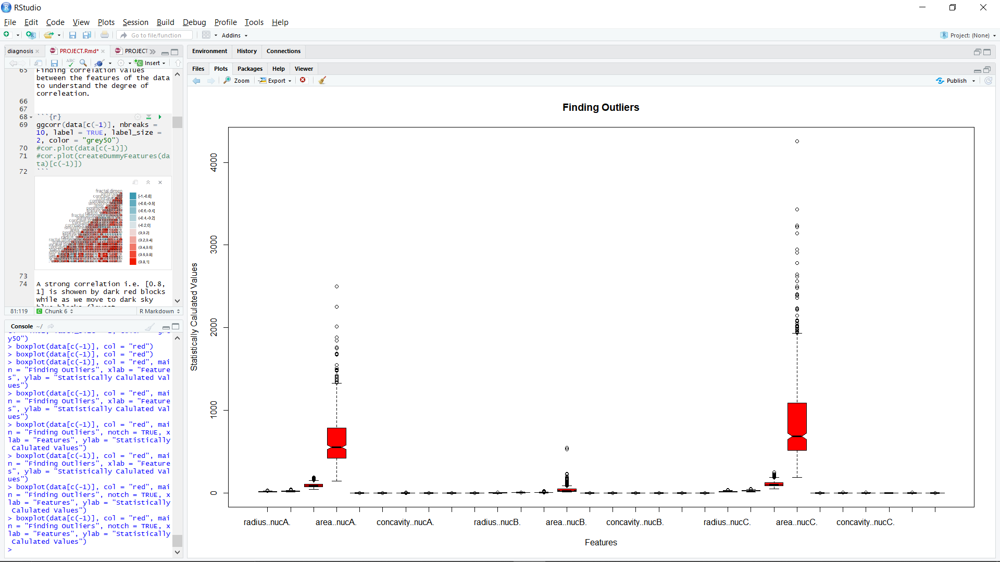 RStudio
File Edit Code View Plots Session Build Debug Profile Tools Help
Go to file/function
Addins
Project: (None)
diagnosis
PROJECT.Rmd*
PROJECT
Insert
65 Finding correlation values
between the features of the data
to understand the degree of
correleation.
66
67
68 ```{r}
69 ggcorr(data[c(-1)], nbreaks =
10, label = TRUE, label_size =
2, color = "grey50")
70 #cor.plot(data[c(-1)])
71 #cor.plot(createDummyFeatures(da
ta)[c(-1)])
72 ```
fractal dimen
[-1,-0.8]
(-0.8,-0.6]
(-0.6,-0.4]
(-0.4,-0.2]
(-0.2,0]
(0,0.2]
(0.2,0.4]
(0.4,0.6]
(0.6,0.8]
(0.8,1]
73
74 A strong correlation i.e. [0.8,
1] is showen by dark red blocks
while as we move to dark sky
81:119 Chunk 6 R Markdown
Console ~/
y50")
> boxplot(data[c(-1)], col = "red")
> boxplot(data[c(-1)], col = "red")
> boxplot(data[c(-1)], col = "red", mai
n = "Finding Outliers", xlab = "Feature
s", ylab = "Statistically Calulated Val
ues")
> boxplot(data[c(-1)], col = "red", mai
n = "Finding Outliers", xlab = "Feature
s", ylab = "Statistically Calulated Val
ues")
> boxplot(data[c(-1)], col = "red", mai
n = "Finding Outliers", notch = TRUE, x
lab = "Features", ylab = "Statistically
Calulated Values")
> boxplot(data[c(-1)], col = "red", mai
n = "Finding Outliers", xlab = "Feature
s", ylab = "Statistically Calulated Val
ues")
> boxplot(data[c(-1)], col = "red", mai
n = "Finding Outliers", notch = TRUE, x
lab = "Features", ylab = "Statistically
Calulated Values")
> boxplot(data[c(-1)], col = "red", mai
n = "Finding Outliers", notch = TRUE, x
lab = "Features", ylab = "Statistically
Calulated Values")
>
Environment History Connections
Files Plots Packages Help Viewer
Zoom Export Publish
Finding Outliers
Statistically Calulated Values
4000
3000
2000
1000
0
radius..nucA. area..nucA. concavity..nucA. radius..nucB. area..nucB. concavity..nucB. radius..nucC. area..nucC. concavity..nucC.
Features